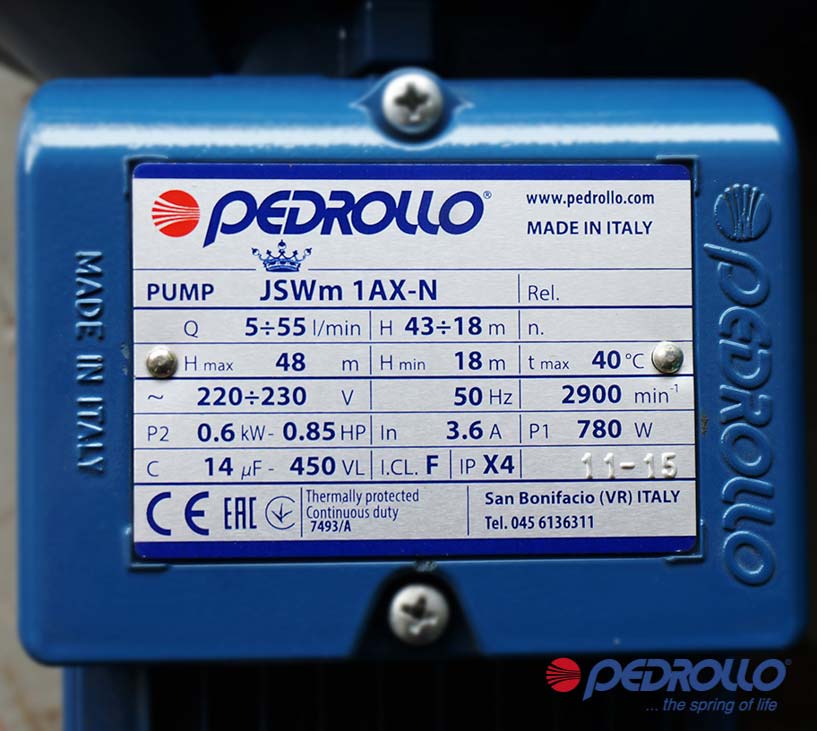 PEDROLLO®
www.pedrollo.com
MADE IN ITALY
PUMP JSWm 1AX-N Rel.
Q 5÷55 l/min H 43÷18 m n.
H max 48 m H min 18 m t max 40 °C
~ 220÷230 V 50 Hz 2900 min⁻¹
P2 0.6 kW- 0.85 HP In 3.6 A P1 780 W
C 14 µF - 450 VL I.CL. F IP X4 11-15
CE EAC Thermally protected
Continuous duty
7493/A
San Bonifacio (VR) ITALY
Tel. 045 6136311
MADE IN ITALY
PEDROLLO
PEDROLLO®
... the spring of life